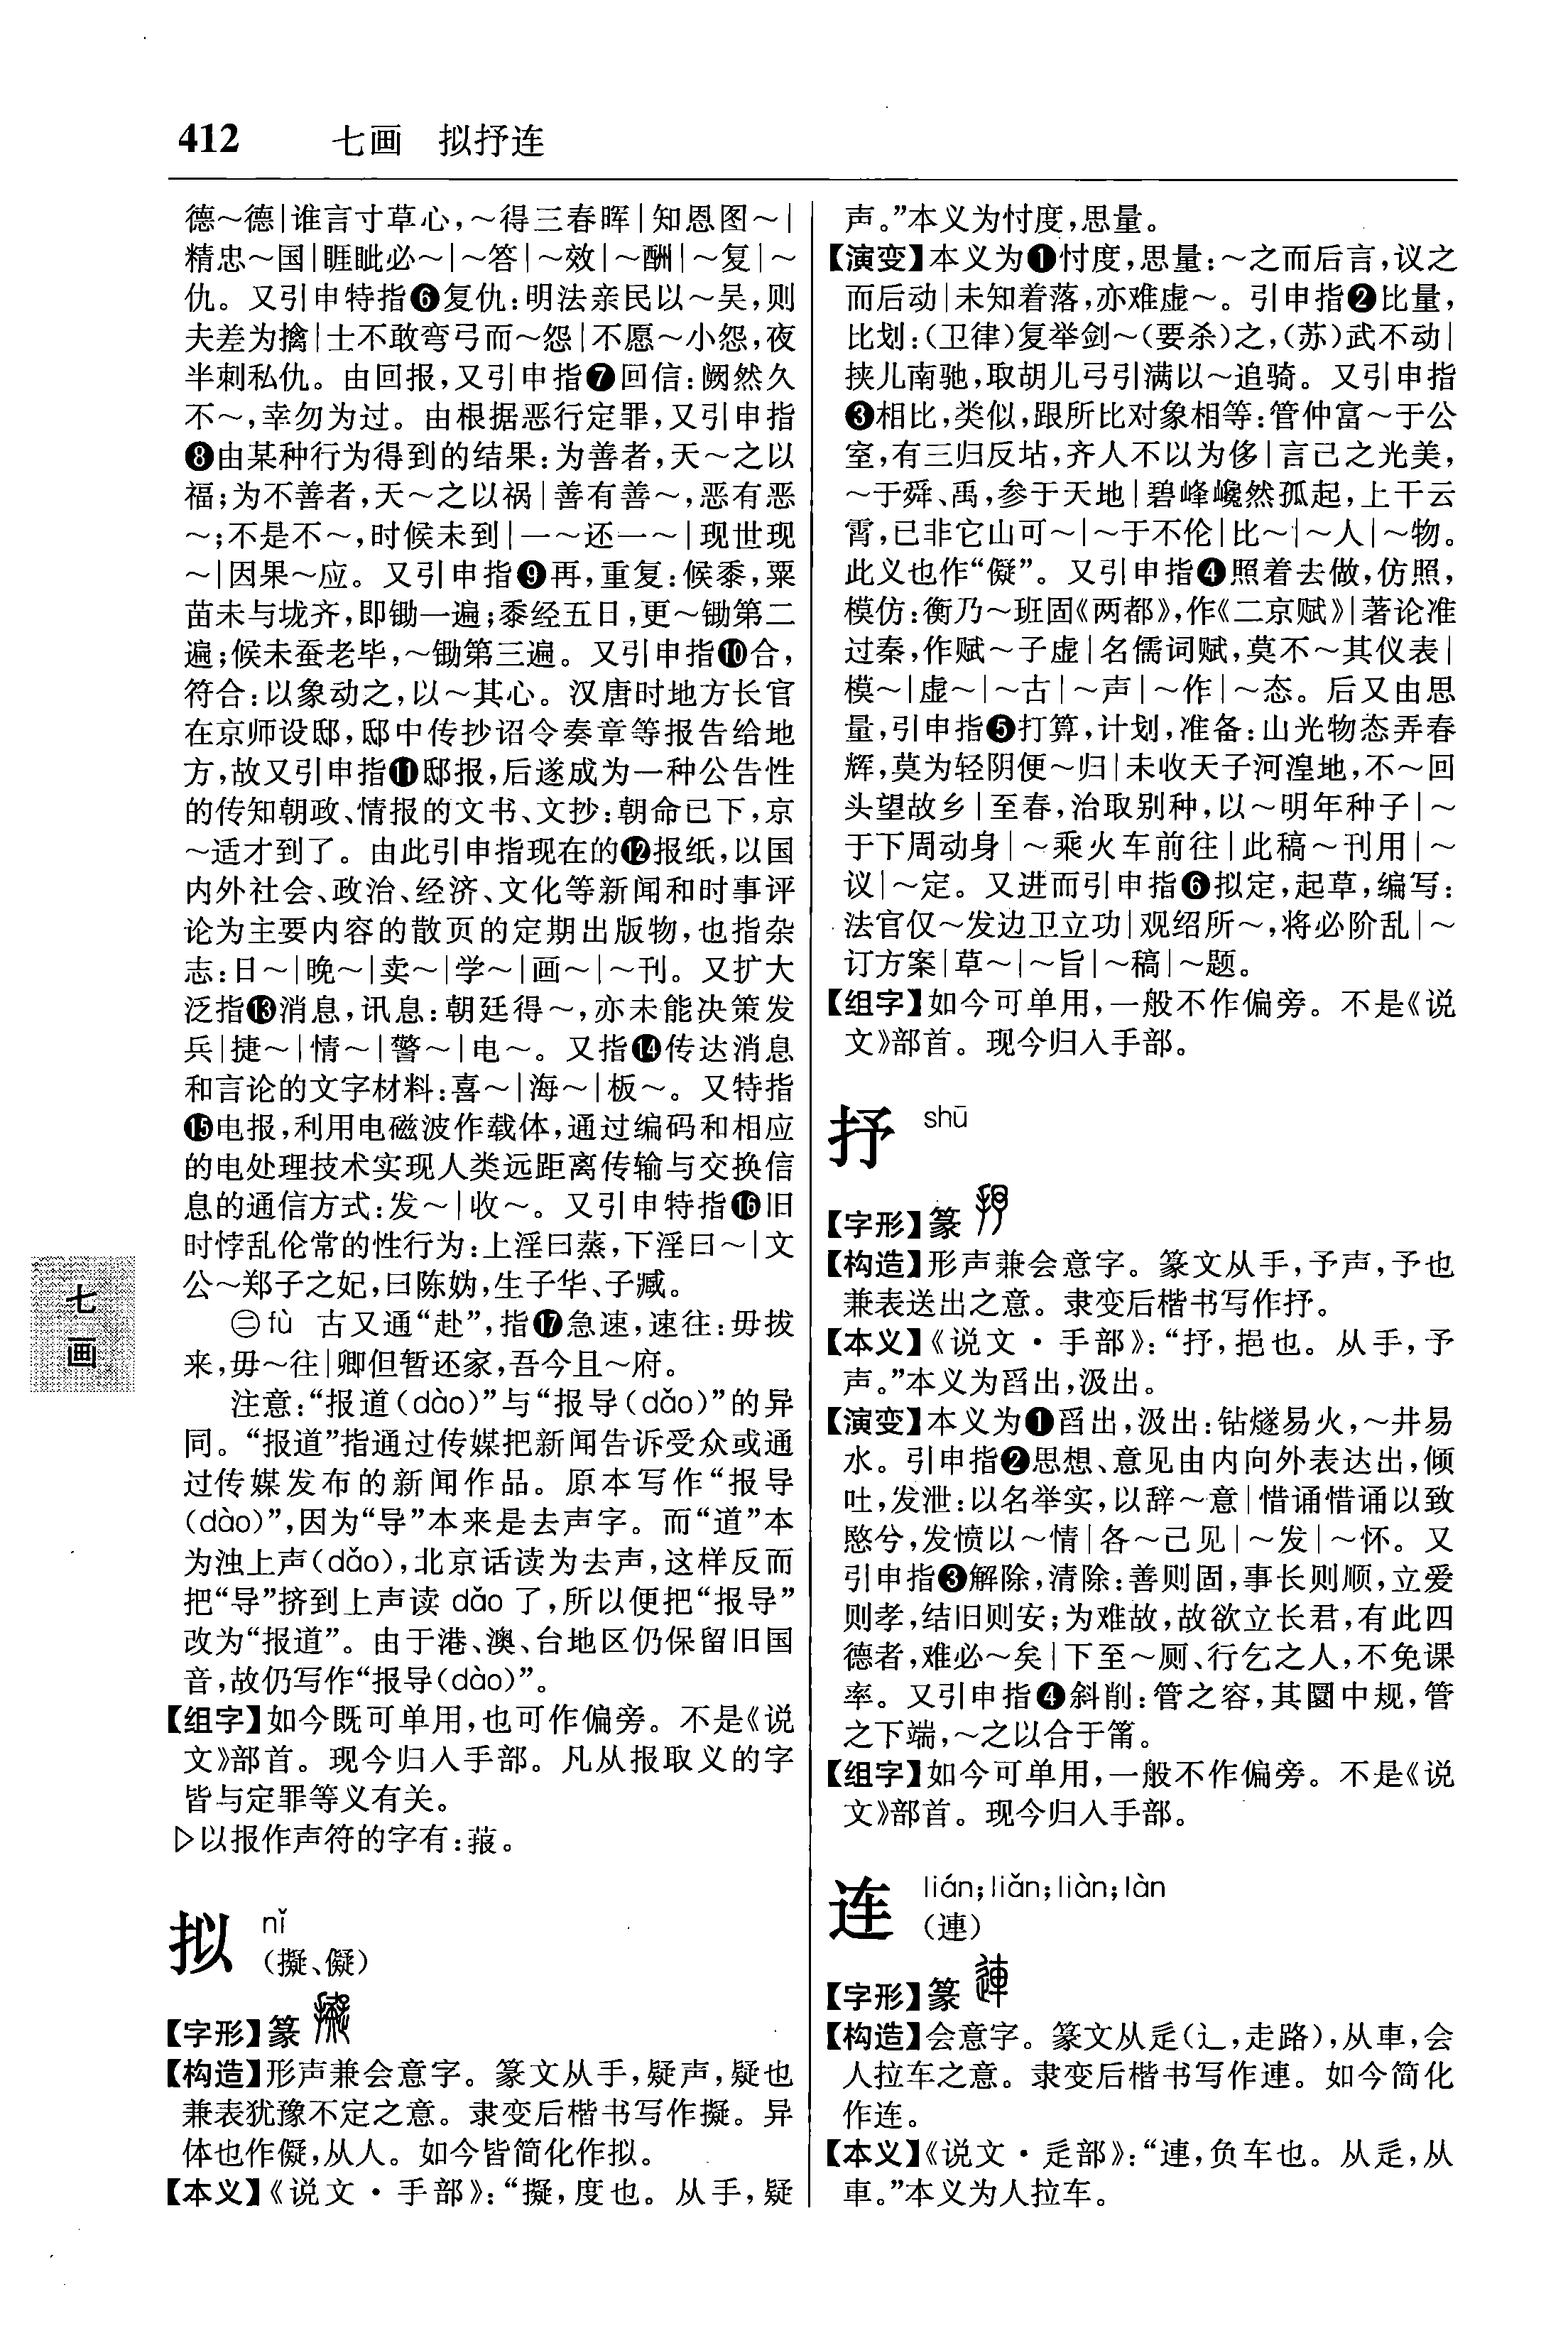 412 七画 拟抒连
德～德|谁言寸草心,～得三春晖|知恩图～|
精忠～国|睚眦必～|～答|～效|～酬|～复|～
仇。又引申特指❻复仇:明法亲民以～吴,则
夫差为擒|士不敢弯弓而～怨|不愿～小怨,夜
半刺私仇。由回报,又引申指❼回信:阙然久
不～,幸勿为过。由根据恶行定罪,又引申指
❽由某种行为得到的结果:为善者,天～之以
福;为不善者,天～之以祸|善有善～,恶有恶
～;不是不～,时候未到|一～还一～|现世现
～|因果～应。又引申指❾再,重复:候黍,粟
苗未与垅齐,即锄一遍;黍经五日,更～锄第二
遍;候未蚕老毕,～锄第三遍。又引申指❿合,
符合:以象动之,以～其心。汉唐时地方长官
在京师设邸,邸中传抄诏令奏章等报告给地
方,故又引申指⓫邸报,后遂成为一种公告性
的传知朝政、情报的文书、文抄:朝命已下,京
～适才到了。由此引申指现在的⓬报纸,以国
内外社会、政治、经济、文化等新闻和时事评
论为主要内容的散页的定期出版物,也指杂
志:日～|晚～|卖～|学～|画～|～刊。又扩大
泛指⓭消息,讯息:朝廷得～,亦未能决策发
兵|捷～|情～|警～|电～。又指⓮传达消息
和言论的文字材料:喜～|海～|板～。又特指
⓯电报,利用电磁波作载体,通过编码和相应
的电处理技术实现人类远距离传输与交换信
息的通信方式:发～|收～。又引申特指⓰旧
时悖乱伦常的性行为:上淫曰蒸,下淫曰～|文
公～郑子之妃,曰陈妫,生子华、子臧。
㊁fù 古又通“赴”,指⓱急速,速往:毋拔
来,毋～往|卿但暂还家,吾今且～府。
注意:“报道(dào)”与“报导(dǎo)”的异
同。“报道”指通过传媒把新闻告诉受众或通
过传媒发布的新闻作品。原本写作“报导
(dào)”,因为“导”本来是去声字。而“道”本
为浊上声(dǎo),北京话读为去声,这样反而
把“导”挤到上声读 dǎo 了,所以便把“报导”
改为“报道”。由于港、澳、台地区仍保留旧国
音,故仍写作“报导(dào)”。
【组字】如今既可单用,也可作偏旁。不是《说
文》部首。现今归入手部。凡从报取义的字
皆与定罪等义有关。
▷以报作声符的字有:菔。
拟 nǐ
(擬、儗)
【字形】篆
【构造】形声兼会意字。篆文从手,疑声,疑也
兼表犹豫不定之意。隶变后楷书写作擬。异
体也作儗,从人。如今皆简化作拟。
【本义】《说文·手部》:“擬,度也。从手,疑
声。”本义为忖度,思量。
【演变】本义为❶忖度,思量:～之而后言,议之
而后动|未知着落,亦难虚～。引申指❷比量,
比划:(卫律)复举剑～(要杀)之,(苏)武不动|
挟儿南驰,取胡儿弓引满以～追骑。又引申指
❸相比,类似,跟所比对象相等:管仲富～于公
室,有三归反坫,齐人不以为侈|言己之光美,
～于舜、禹,参于天地|碧峰巉然孤起,上干云
霄,已非它山可～|～于不伦|比～|～人|～物。
此义也作“儗”。又引申指❹照着去做,仿照,
模仿:衡乃～班固《两都》,作《二京赋》|著论准
过秦,作赋～子虚|名儒词赋,莫不～其仪表|
模～|虚～|～古|～声|～作|～态。后又由思
量,引申指❺打算,计划,准备:山光物态弄春
辉,莫为轻阴便～归|未收天子河湟地,不～回
头望故乡|至春,治取别种,以～明年种子|～
于下周动身|～乘火车前往|此稿～刊用|～
议|～定。又进而引申指❻拟定,起草,编写:
法官仅～发边卫立功|观绍所～,将必阶乱|～
订方案|草～|～旨|～稿|～题。
【组字】如今可单用,一般不作偏旁。不是《说
文》部首。现今归入手部。
抒 shū
【字形】篆
【构造】形声兼会意字。篆文从手,予声,予也
兼表送出之意。隶变后楷书写作抒。
【本义】《说文·手部》:“抒,挹也。从手,予
声。”本义为舀出,汲出。
【演变】本义为❶舀出,汲出:钻燧易火,～井易
水。引申指❷思想、意见由内向外表达出,倾
吐,发泄:以名举实,以辞～意|惜诵惜诵以致
愍兮,发愤以～情|各～己见|～发|～怀。又
引申指❸解除,清除:善则固,事长则顺,立爱
则孝,结旧则安;为难故,故欲立长君,有此四
德者,难必～矣|下至～厕、行乞之人,不免课
率。又引申指❹斜削:管之容,其圜中规,管
之下端,～之以合于箾。
【组字】如今可单用,一般不作偏旁。不是《说
文》部首。现今归入手部。
连 lián;liǎn;liàn;làn
(連)
【字形】篆
【构造】会意字。篆文从辵(辶,走路),从車,会
人拉车之意。隶变后楷书写作連。如今简化
作连。
【本义】《说文·辵部》:“連,负车也。从辵,从
車。”本义为人拉车。
七画